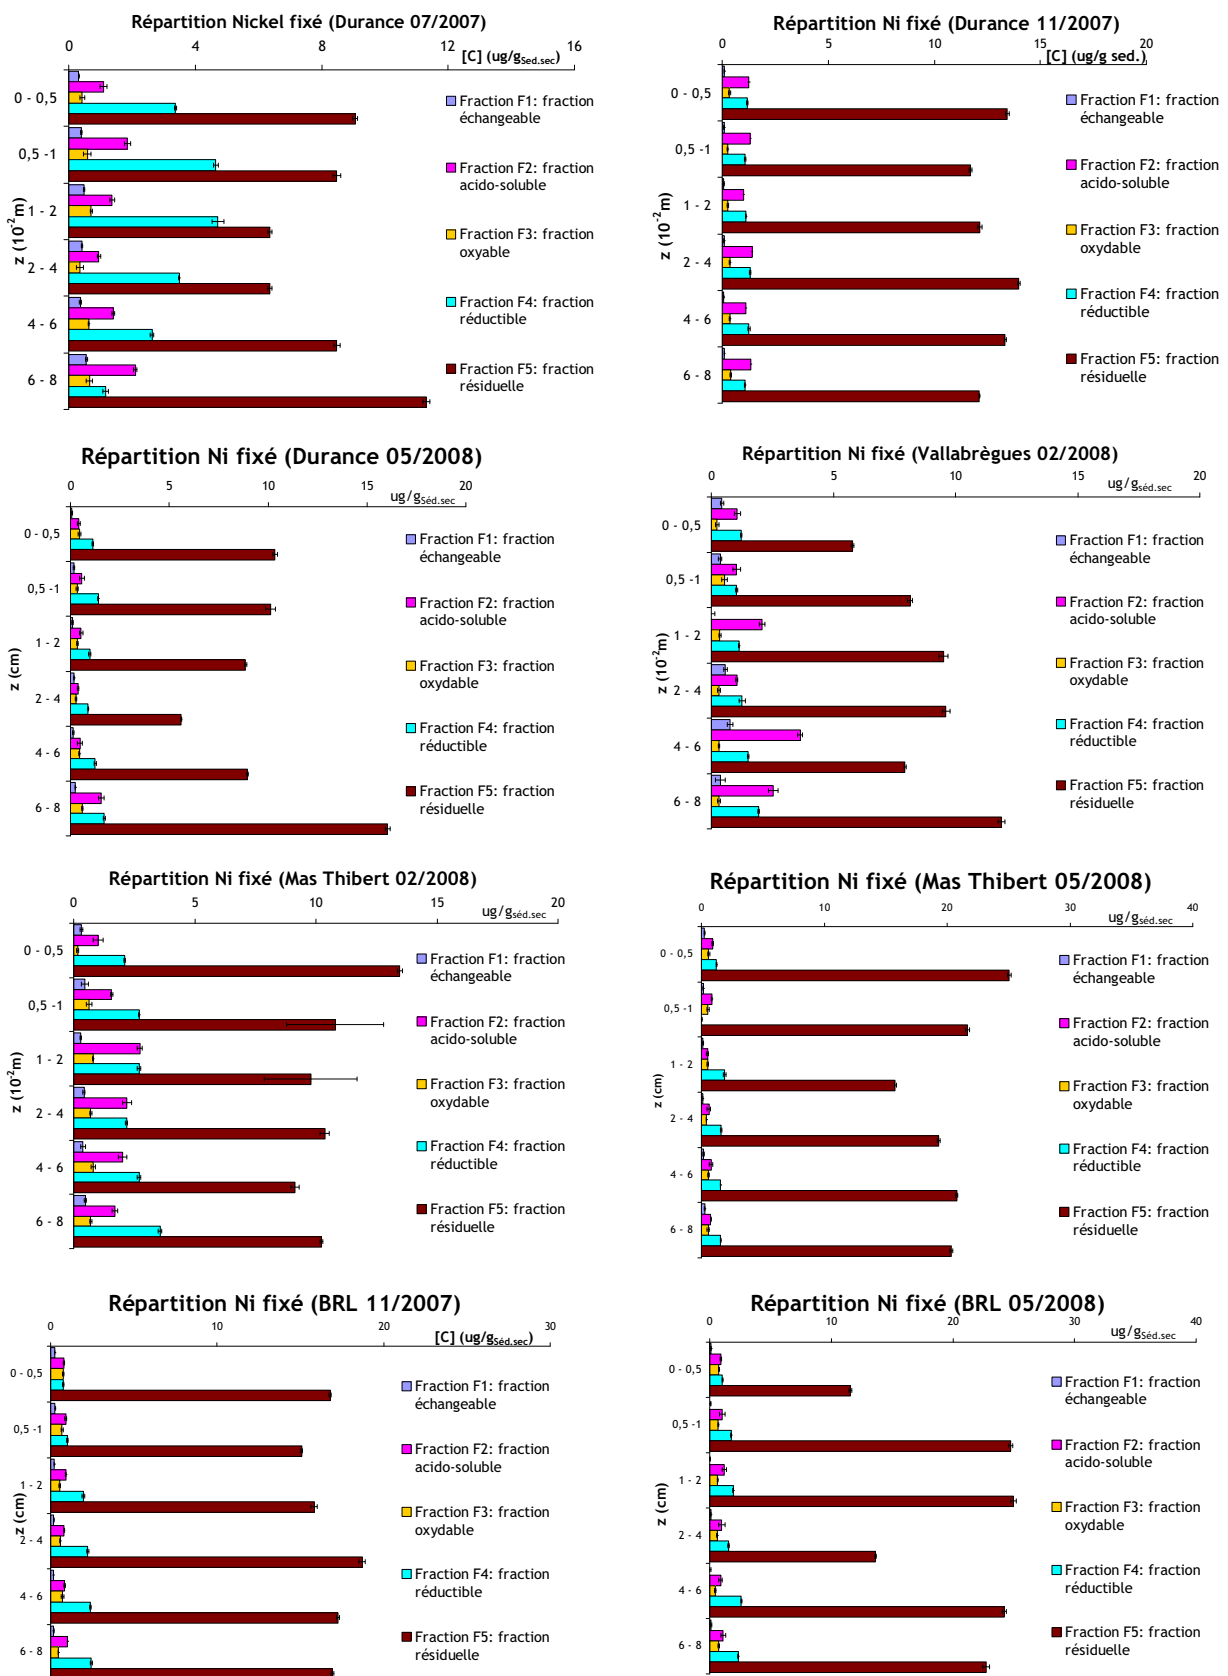 Répartition Nickel fixé (Durance 07/2007)
0 4 8 12 16
[C] (ug/gSéd.sec)
z (10-2m)
0 - 0,5
0,5 -1
1 - 2
2 - 4
4 - 6
6 - 8
Fraction F1: fraction
échangeable
Fraction F2: fraction
acido-soluble
Fraction F3: fraction
oxyable
Fraction F4: fraction
réductible
Fraction F5: fraction
résiduelle
Répartition Ni fixé (Durance 11/2007)
0 5 10 15 20
[C] (ug/g sed.)
z (10-2m)
0 - 0,5
0,5 -1
1 - 2
2 - 4
4 - 6
6 - 8
Fraction F1: fraction
échangeable
Fraction F2: fraction
acido-soluble
Fraction F3: fraction
oxydable
Fraction F4: fraction
réductible
Fraction F5: fraction
résiduelle
Répartition Ni fixé (Durance 05/2008)
0 5 10 15 20
ug/gSéd.sec
z (cm)
0 - 0,5
0,5 -1
1 - 2
2 - 4
4 - 6
6 - 8
Fraction F1: fraction
échangeable
Fraction F2: fraction
acido-soluble
Fraction F3: fraction
oxydable
Fraction F4: fraction
réductible
Fraction F5: fraction
résiduelle
Répartition Ni fixé (Vallabrègues 02/2008)
0 5 10 15 20
ug/gSéd.sec
z (10-2m)
0 - 0,5
0,5 -1
1 - 2
2 - 4
4 - 6
6 - 8
Fraction F1: fraction
échangeable
Fraction F2: fraction
acido-soluble
Fraction F3: fraction
oxydable
Fraction F4: fraction
réductible
Fraction F5: fraction
résiduelle
Répartition Ni fixé (Mas Thibert 02/2008)
0 5 10 15 20
ug/gséd.sec
z (10-2m)
0 - 0,5
0,5 -1
1 - 2
2 - 4
4 - 6
6 - 8
Fraction F1: fraction
échangeable
Fraction F2: fraction
acido-soluble
Fraction F3: fraction
oxydable
Fraction F4: fraction
réductible
Fraction F5: fraction
résiduelle
Répartition Ni fixé (Mas Thibert 05/2008)
0 10 20 30 40
ug/gséd.sec
z (cm)
0 - 0,5
0,5 -1
1 - 2
2 - 4
4 - 6
6 - 8
Fraction F1: fraction
échangeable
Fraction F2: fraction
acido-soluble
Fraction F3: fraction
oxydable
Fraction F4: fraction
réductible
Fraction F5: fraction
résiduelle
Répartition Ni fixé (BRL 11/2007)
0 10 20 30
[C] (ug/gSéd.sec)
z (cm)
0 - 0,5
0,5 -1
1 - 2
2 - 4
4 - 6
6 - 8
Fraction F1: fraction
échangeable
Fraction F2: fraction
acido-soluble
Fraction F3: fraction
oxydable
Fraction F4: fraction
réductible
Fraction F5: fraction
résiduelle
Répartition Ni fixé (BRL 05/2008)
0 10 20 30 40
ug/gSéd.sec
z (cm)
0 - 0,5
0,5 -1
1 - 2
2 - 4
4 - 6
6 - 8
Fraction F1: fraction
échangeable
Fraction F2: fraction
acido-soluble
Fraction F3: fraction
oxydable
Fraction F4: fraction
réductible
Fraction F5: fraction
résiduelle